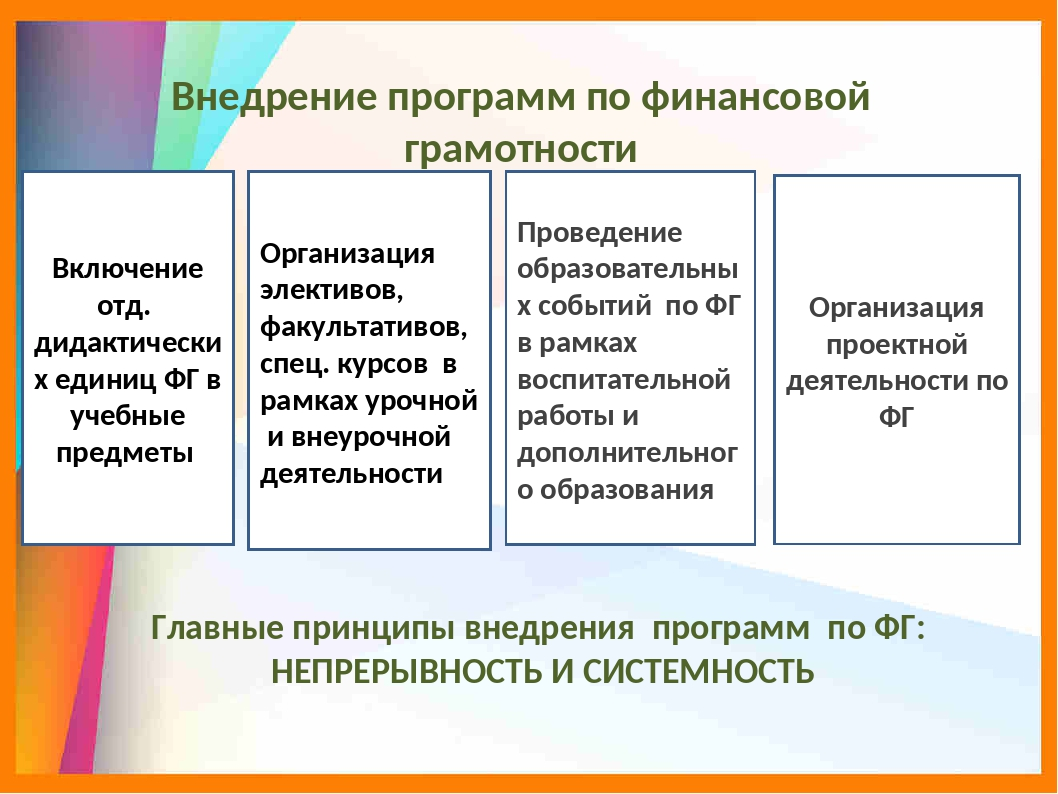 Внедрение программ по финансовой
грамотности
Включение
отд.
дидактически
х единиц ФГ в
учебные
предметы
Организация
элективов,
факультативов,
спец. курсов в
рамках урочной
и внеурочной
деятельности
Проведение
образовательны
х событий по ФГ
в рамках
воспитательной
работы и
дополнительног
о образования
Организация
проектной
деятельности по
ФГ
Главные принципы внедрения программ по ФГ:
НЕПРЕРЫВНОСТЬ И СИСТЕМНОСТЬ